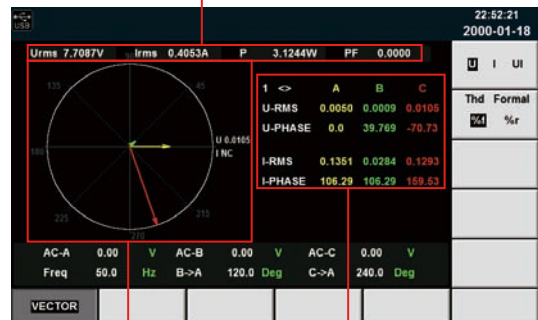 USB
22:52:21
2000-01-18
Urms 7.7087V Irms 0.4053A P 3.1244W PF 0.0000
U I UI
90
135 45
180
225 315
270
U 0.0105
I NC
1 <> A B C
U-RMS 0.0050 0.0009 0.0105
U-PHASE 0.0 39.769 -70.73
I-RMS 0.1351 0.0284 0.1293
I-PHASE 106.29 106.29 159.53
Thd Formal
%f %r
AC-A 0.00 V AC-B 0.00 V AC-C 0.00 V
Freq 50.0 Hz B->A 120.0 Deg C->A 240.0 Deg
VECTOR